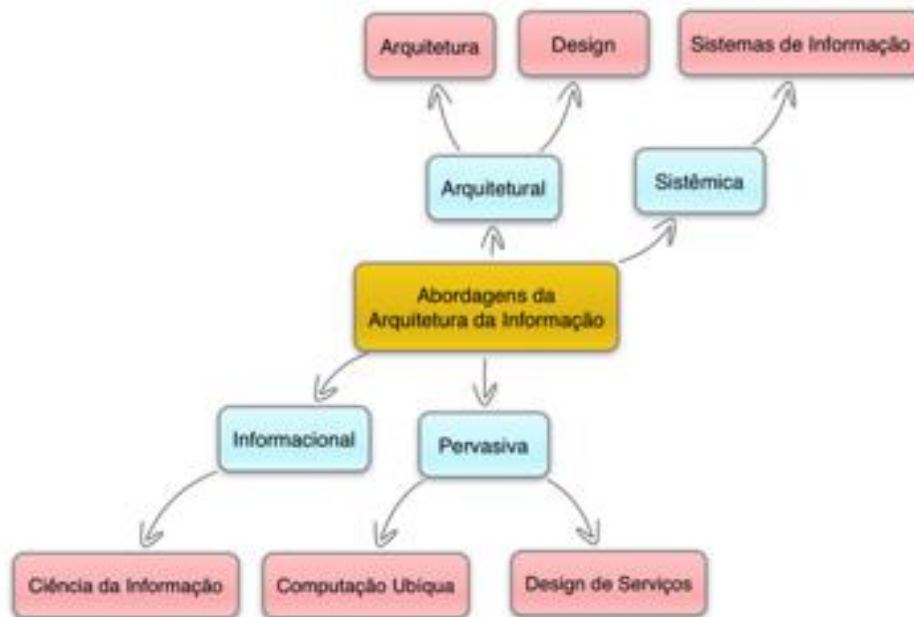 Arquitetura
Design
Sistemas de Informação
Arquitetural
Sistêmica
Abordagens da
Arquitetura da Informação
Informacional
Pervasiva
Ciência da Informação
Computação Ubíqua
Design de Serviços